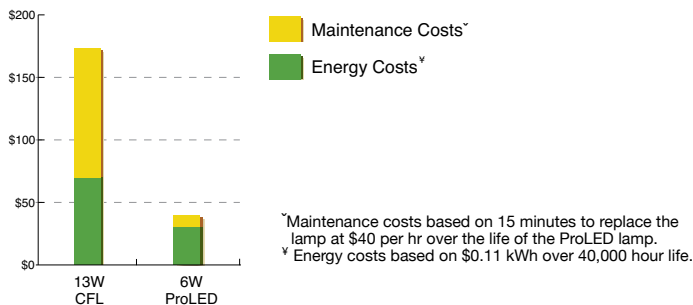 $200
$150
$100
$50
$0
13W
CFL
6W
ProLED
Maintenance Costsˇ
Energy Costs¥
ˇMaintenance costs based on 15 minutes to replace the
lamp at $40 per hr over the life of the ProLED lamp.
¥ Energy costs based on $0.11 kWh over 40,000 hour life.